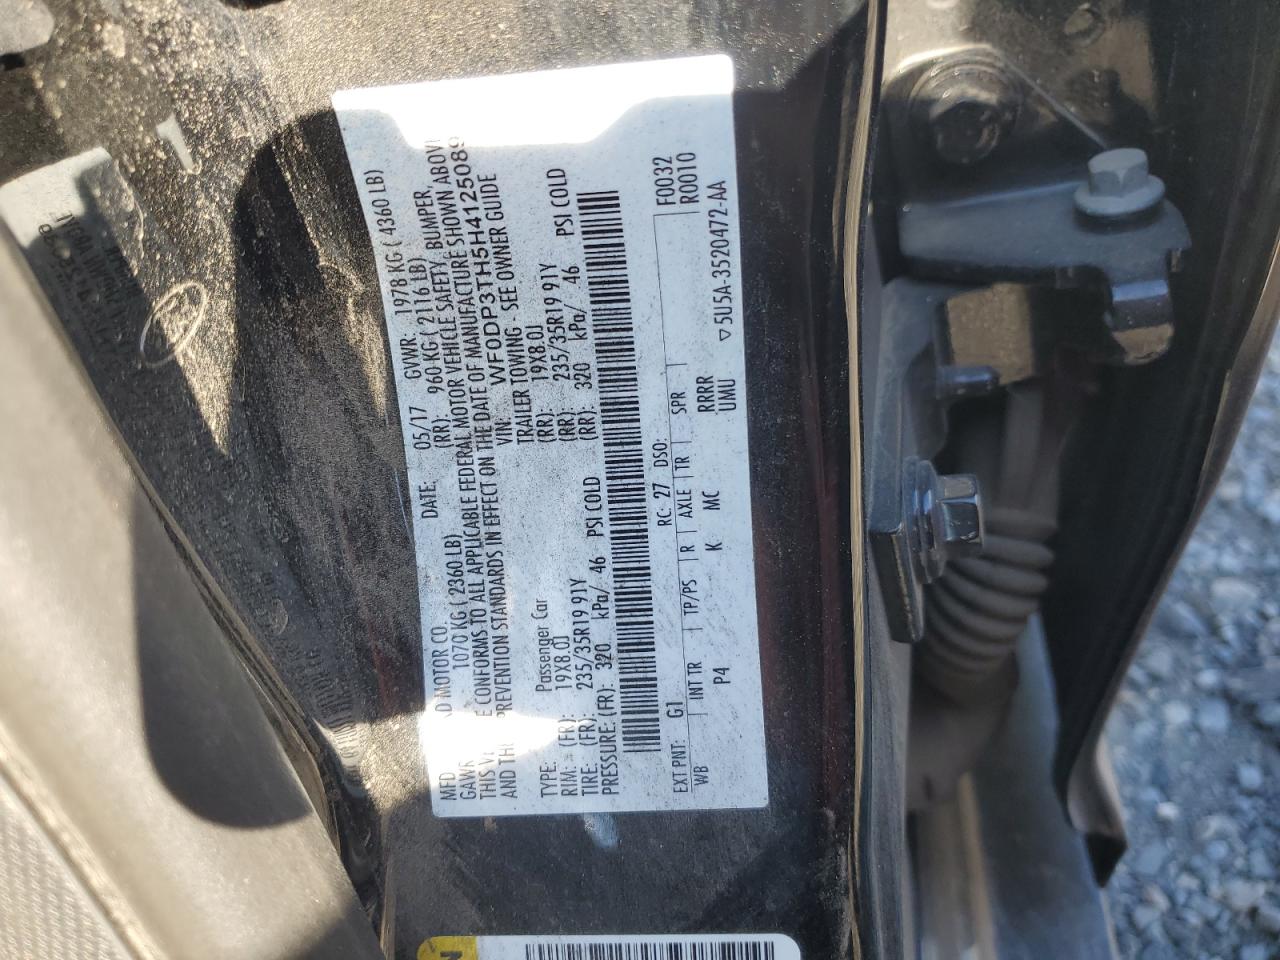 MFD MOTOR CO. DATE: 05/17 GVWR: 1978 KG ( 4360 LB)
GAWR 1070 KG ( 2360 LB) (RR): 960 KG ( 2116 LB)
THIS CONFORMS TO ALL APPLICABLE FEDERAL MOTOR VEHICLE SAFETY, BUMPER,
AND PREVENTION STANDARDS IN EFFECT ON THE DATE OF MANUFACTURE SHOWN ABOVE
VIN: WF0DP3TH5H4125089
TYPE: Passenger Car TRAILER TOWING - SEE OWNER GUIDE
RIM: (FR): 19X8.0J (RR) 19X8.0J
TIRE: (FR): 235/35R19 91Y (RR): 235/35R19 91Y
PRESSURE: (FR): 320 kPa/ 46 PSI COLD (RR): 320 kPa/ 46 PSI COLD
EXT PNT: G1 RC: 27 DSO: F0032
WB INT TR TP/PS R AXLE TR SPR R0010
P4 K MC RRRR
UMU
▽5U5A-3520472-AA